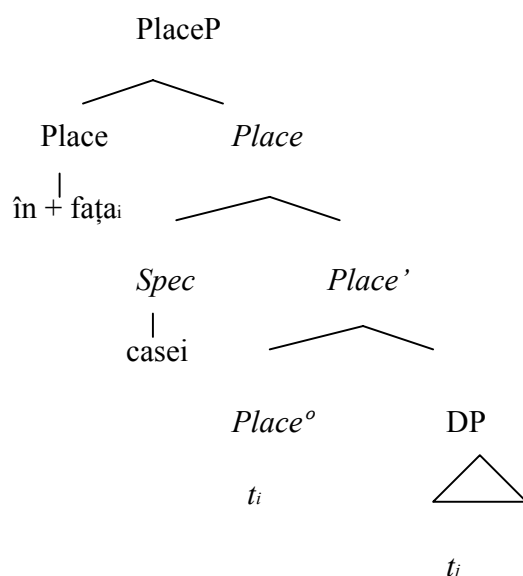 PlaceP
Place Place
în + fațaᵢ
Spec Place’
casei
Placeº DP
tᵢ
tⱼ